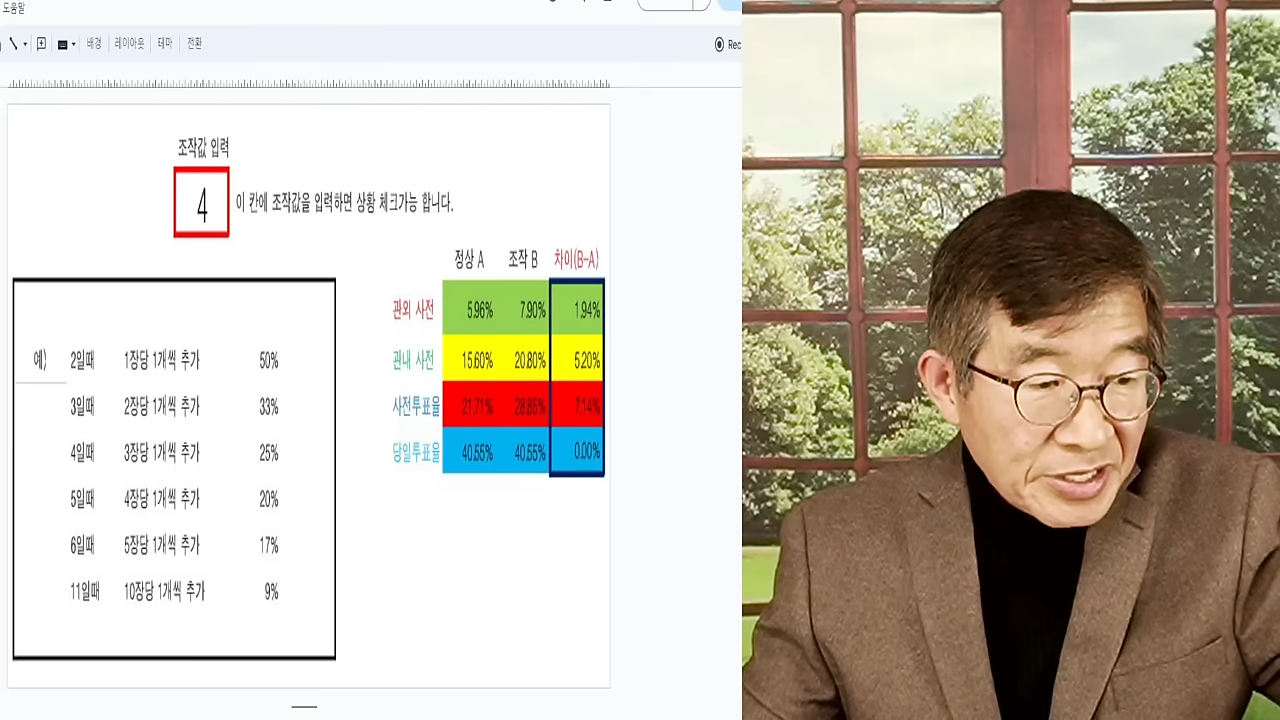 도움말
배경 레이아웃 테마 전환
Rec
조작값 입력
4
이 칸에 조작값을 입력하면 상황 체크가능 합니다.
정상 A 조작 B 차이(B-A)
관외 사전 5.96% 7.90% 1.94%
관내 사전 15.60% 20.80% 5.20%
사전투표율 21.71% 28.85% 7.14%
당일투표율 40.55% 40.55% 0.00%
예) 2일때 1장당 1개씩 추가 50%
3일때 2장당 1개씩 추가 33%
4일때 3장당 1개씩 추가 25%
5일때 4장당 1개씩 추가 20%
6일때 5장당 1개씩 추가 17%
11일때 10장당 1개씩 추가 9%